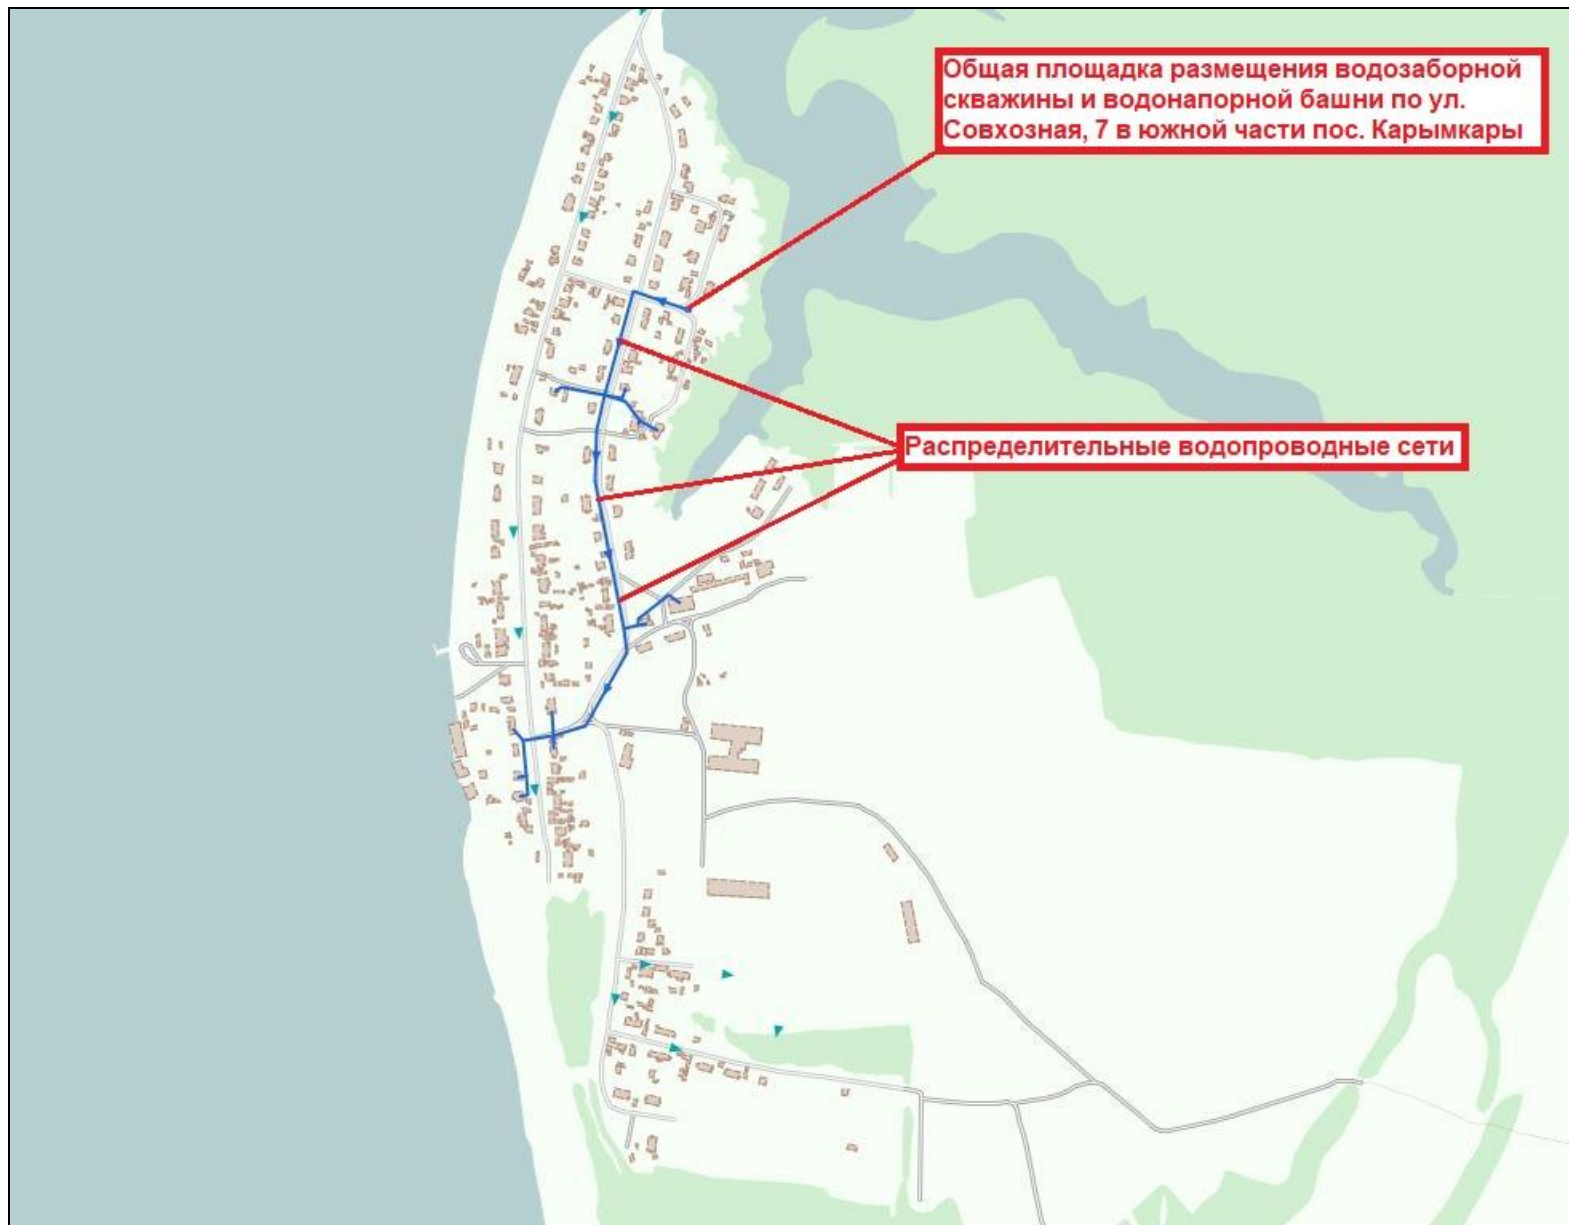 Общая площадка размещения водозаборной
скважины и водонапорной башни по ул.
Совхозная, 7 в южной части пос. Карымкары
Распределительные водопроводные сети